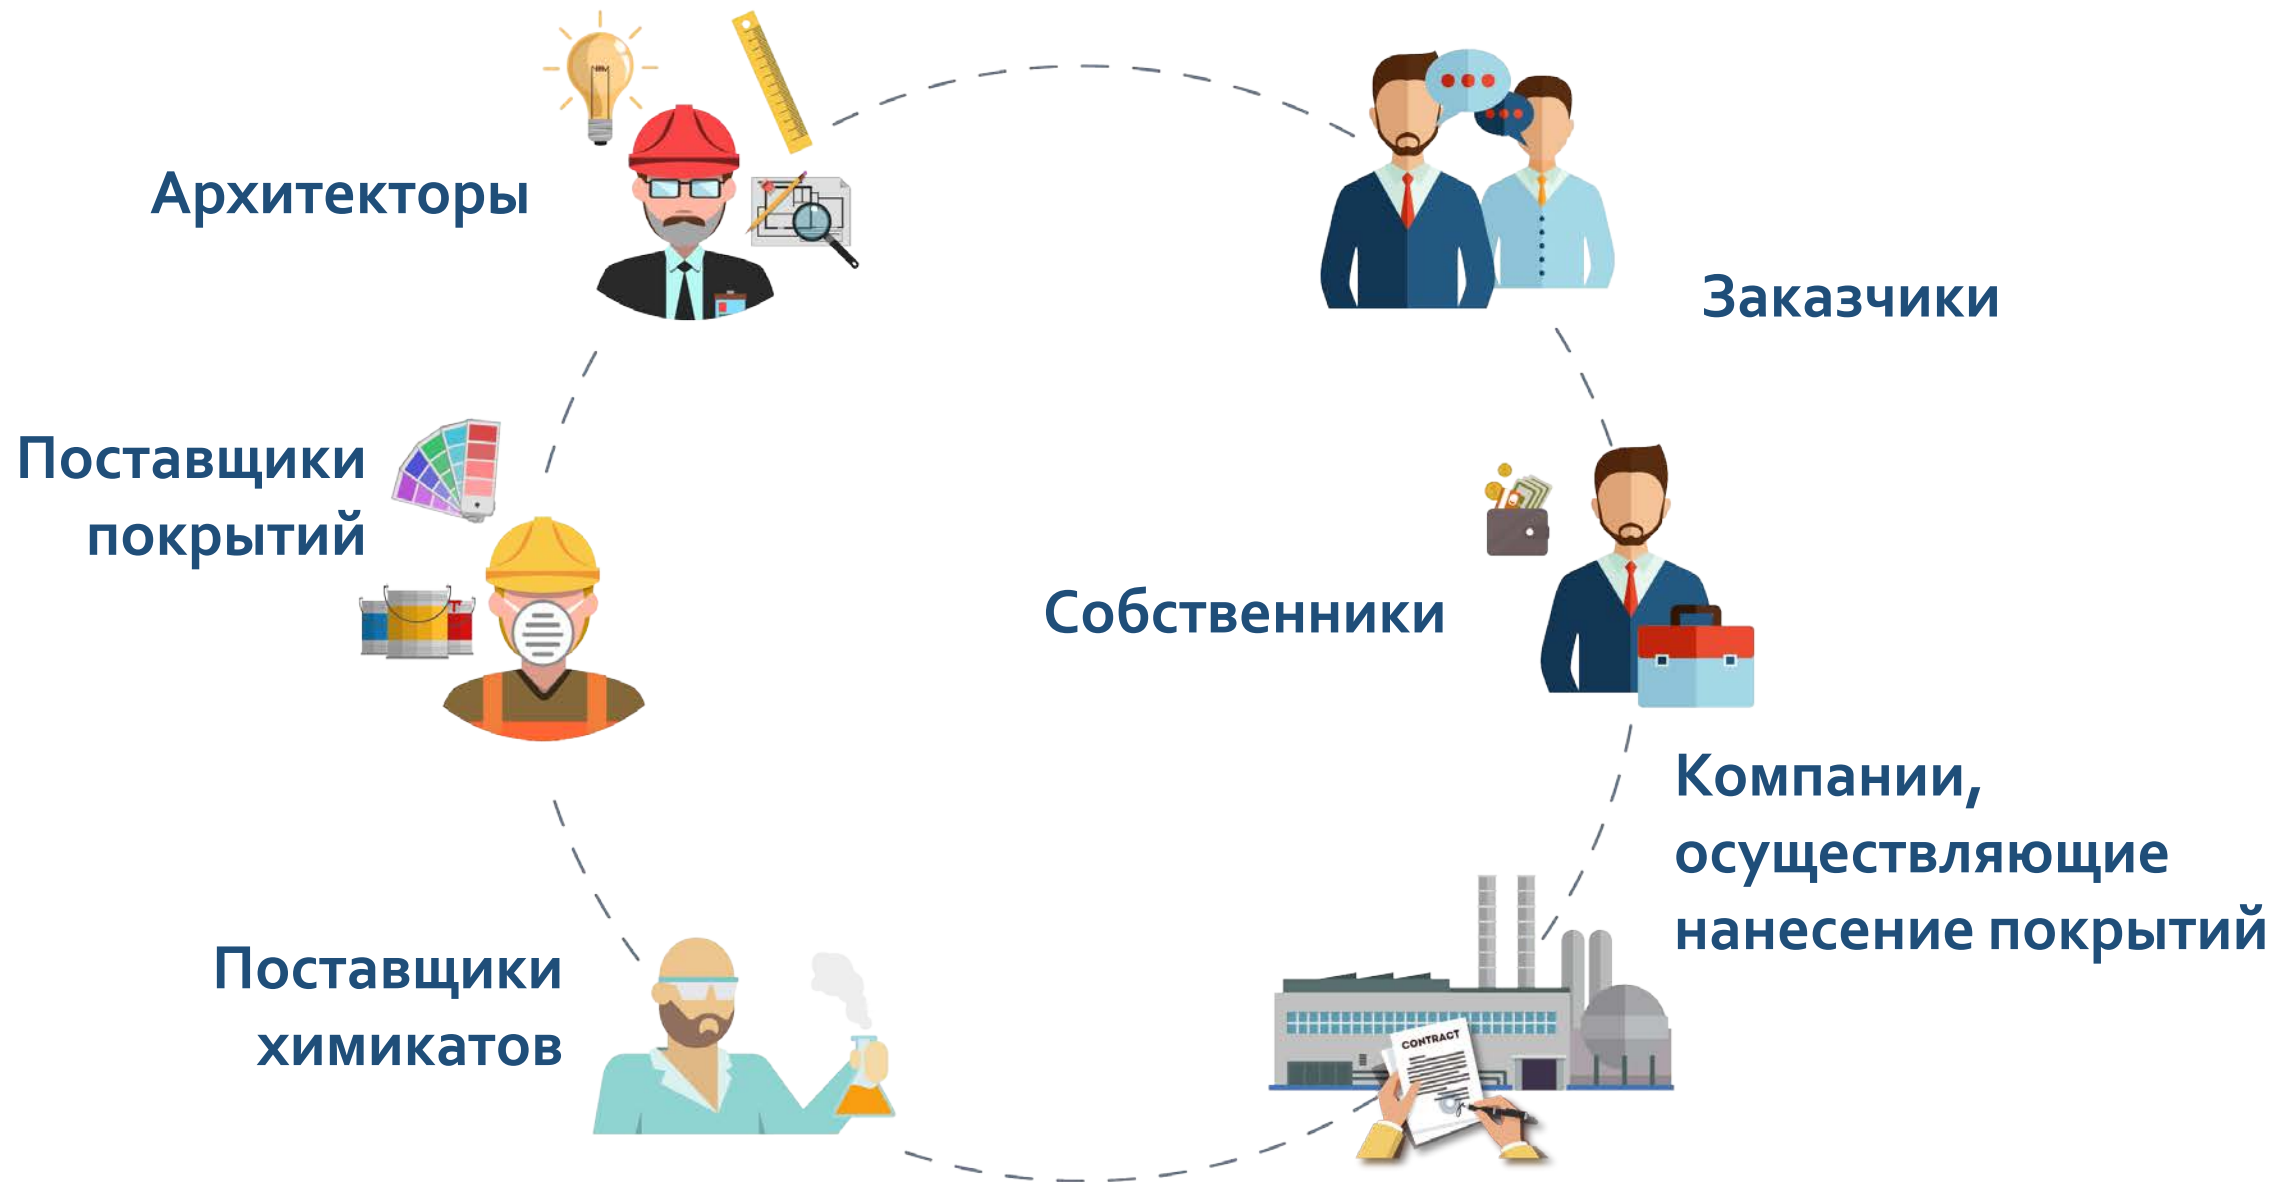 Архитекторы
Заказчики
Поставщики
покрытий
Собственники
Компании,
осуществляющие
нанесение покрытий
Поставщики
химикатов
CONTRACT